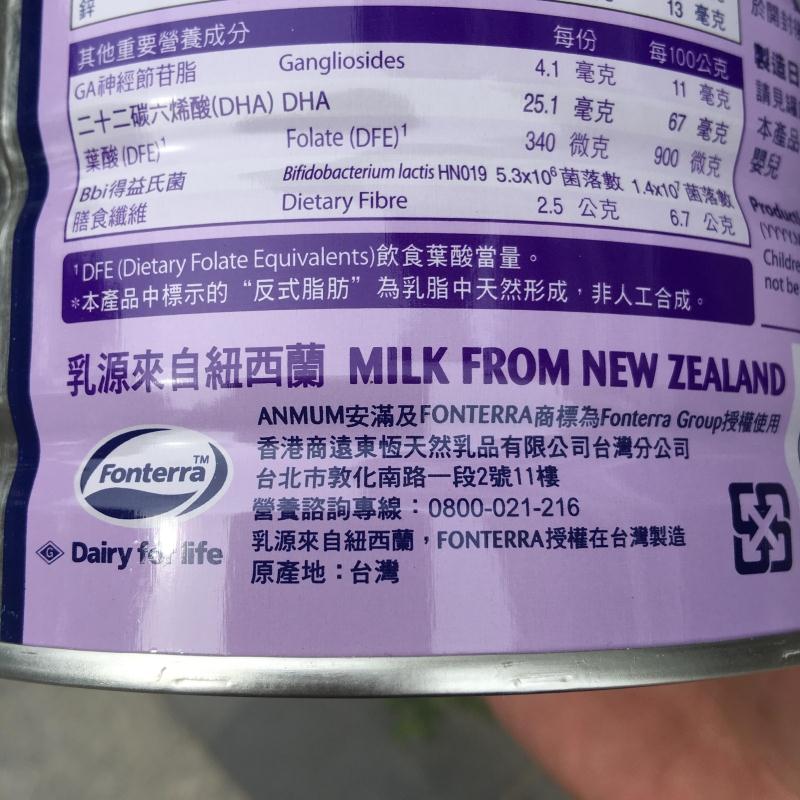 鋅 13 毫克
其他重要營養成分 每份 每100公克
GA神經節苷脂 Gangliosides 4.1 毫克 11 毫克
二十二碳六烯酸(DHA) DHA 25.1 毫克 67 毫克
葉酸(DFE)¹ Folate (DFE)¹ 340 微克 900 微克
Bbi得益氏菌 Bifidobacterium lactis HN019 5.3x10⁶ 菌落數 1.4x10⁷ 菌落數
膳食纖維 Dietary Fibre 2.5 公克 6.7 公克
¹ DFE (Dietary Folate Equivalents)飲食葉酸當量。
*本產品中標示的“反式脂肪”為乳脂中天然形成，非人工合成。
乳源來自紐西蘭 MILK FROM NEW ZEALAND
ANMUM安滿及FONTERRA商標為Fonterra Group授權使用
香港商遠東恆天然乳品有限公司台灣分公司
台北市敦化南路一段2號11樓
營養諮詢專線：0800-021-216
乳源來自紐西蘭，FONTERRA授權在台灣製造
原產地：台灣
Fonterra™
G Dairy for life
於開封
製造日
請見罐
本產品
嬰兒
Producti
(YYYY
Childre
not be